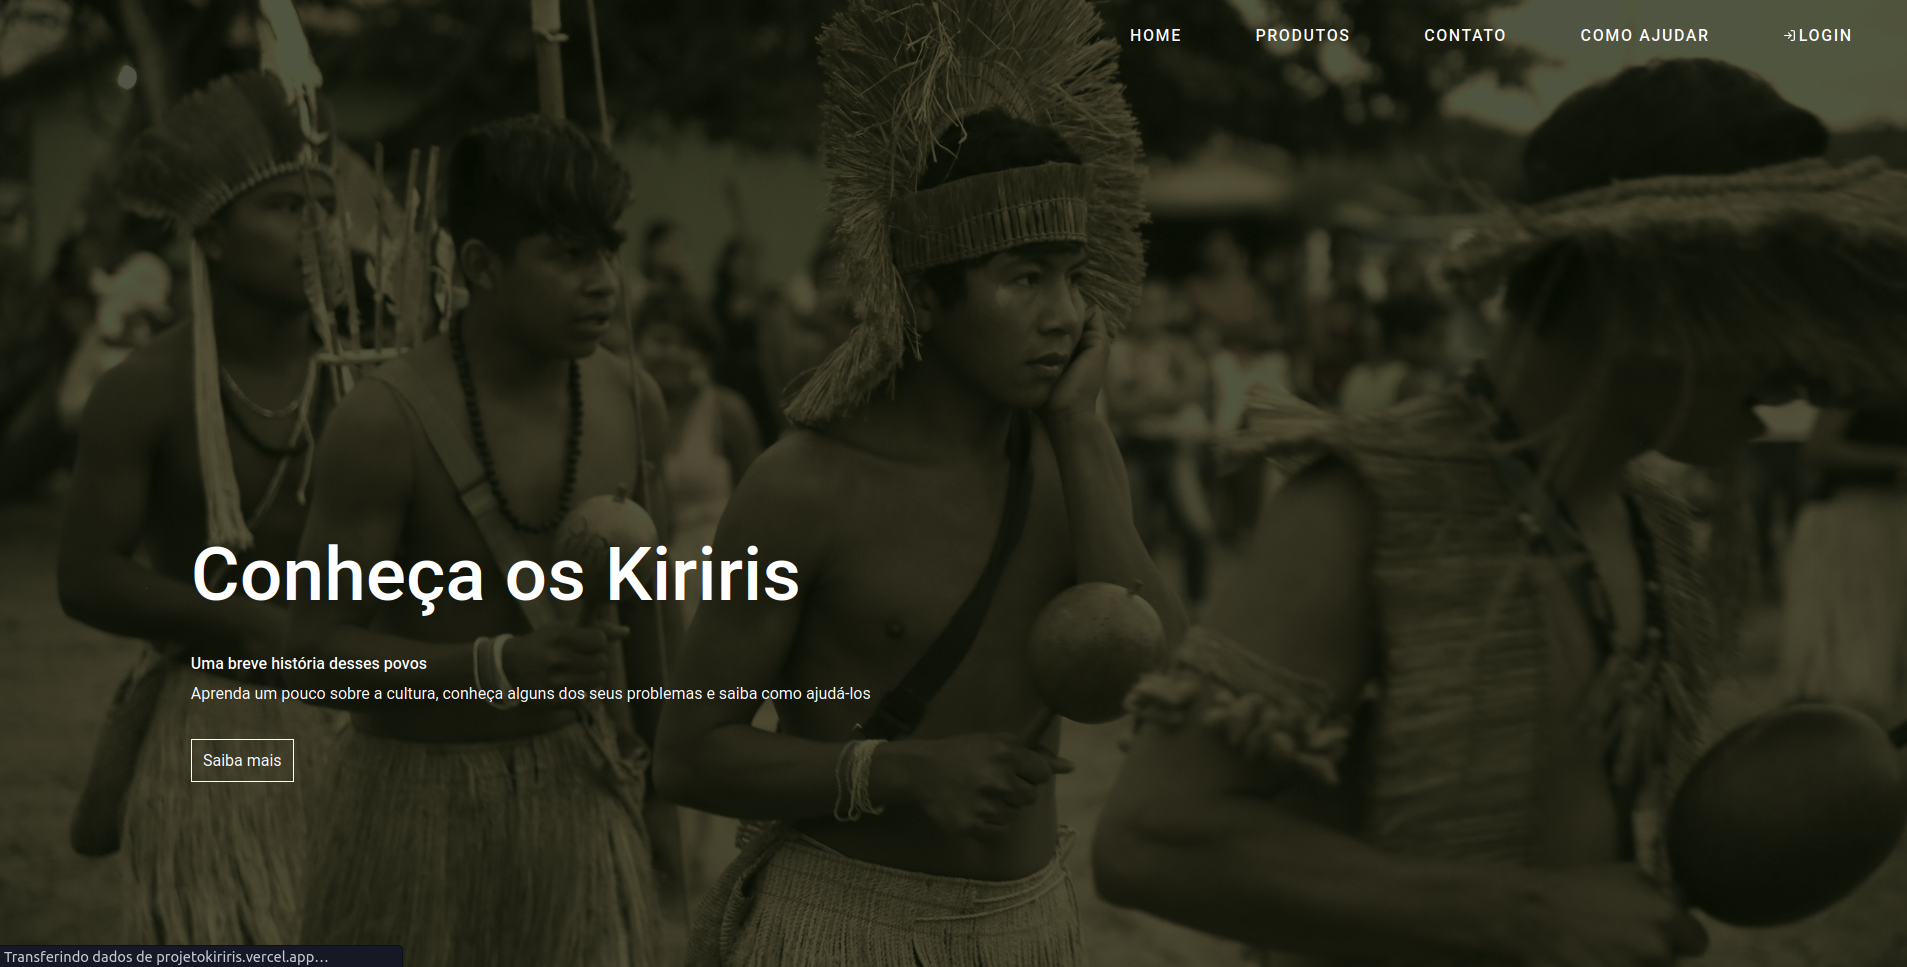 HOME PRODUTOS CONTATO COMO AJUDAR LOGIN
Conheça os Kiriris
Uma breve história desses povos
Aprenda um pouco sobre a cultura, conheça alguns dos seus problemas e saiba como ajudá-los
Saiba mais
Transferindo dados de projetokiriris.vercel.app...